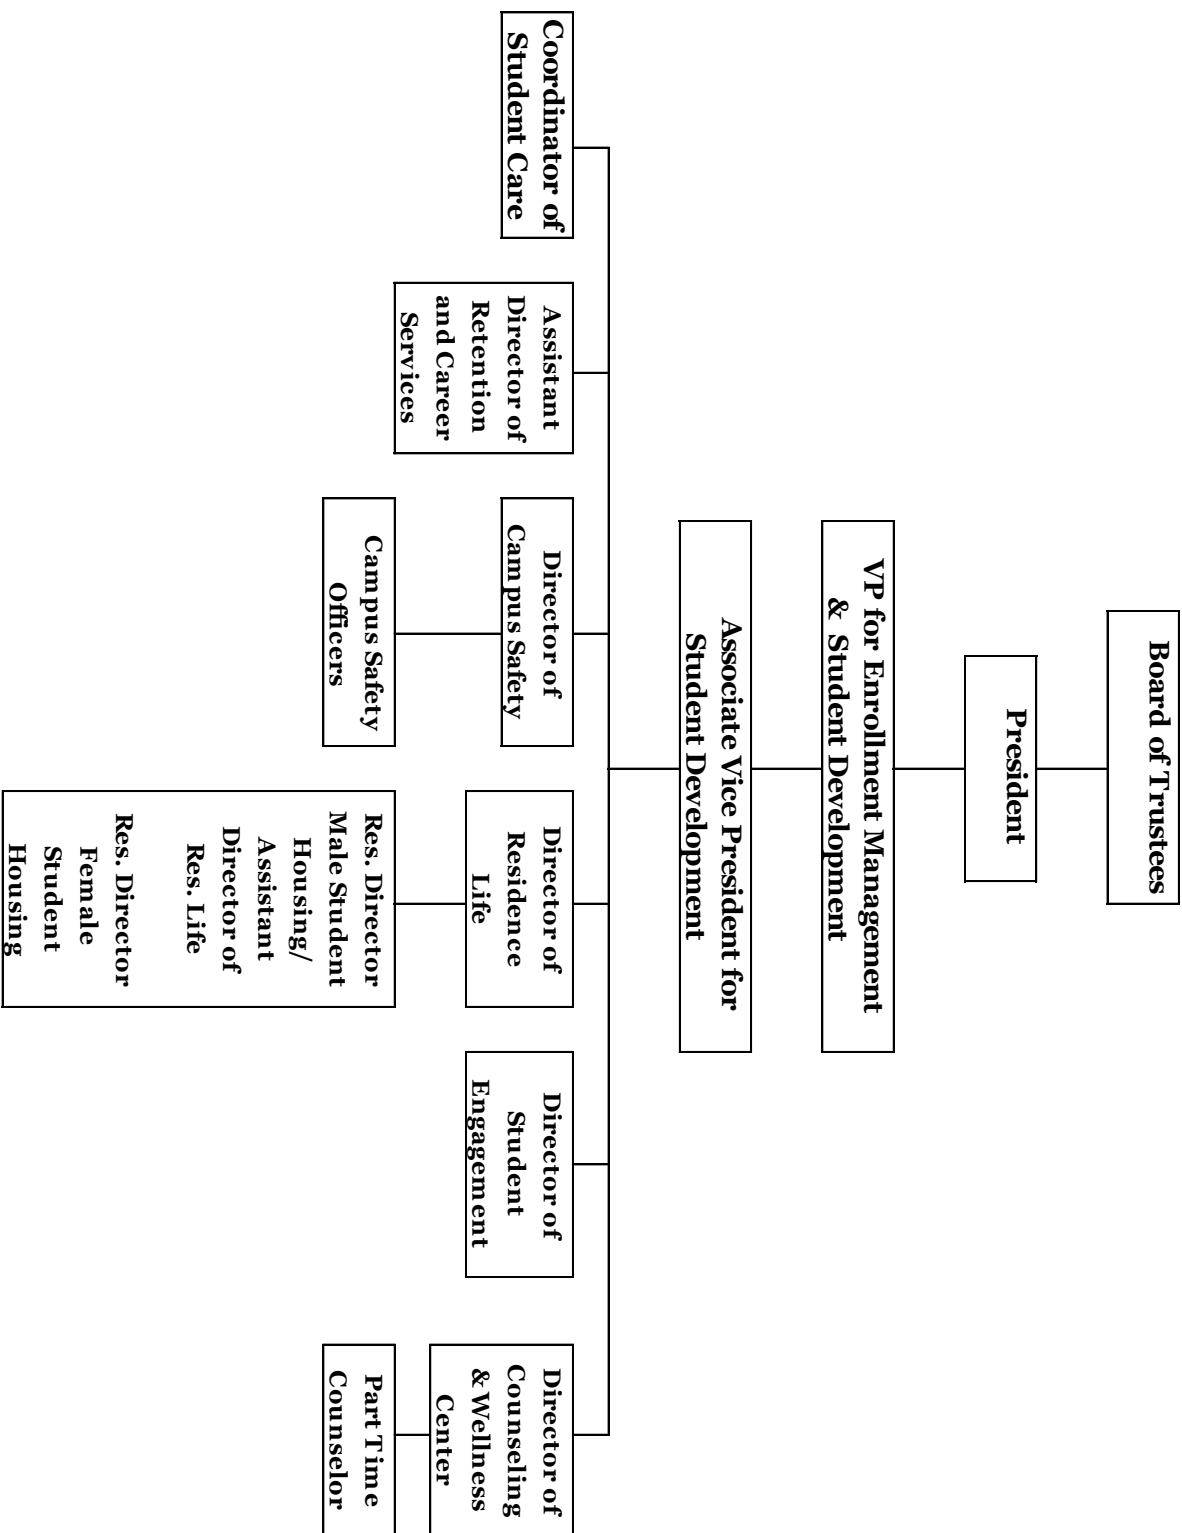 Board of Trustees
President
VP for Enrollment Management
& Student Development
Associate Vice President for
Student Development
Coordinator of
Student Care
Assistant
Director of
Retention
and Career
Services
Director of
Campus Safety
Campus Safety
Officers
Director of
Residence
Life
Res. Director
Male Student
Housing/
Assistant
Director of
Res. Life
Res. Director
Female
Student
Housing
Director of
Student
Engagement
Director of
Counseling
& Wellness
Center
Part Time
Counselor